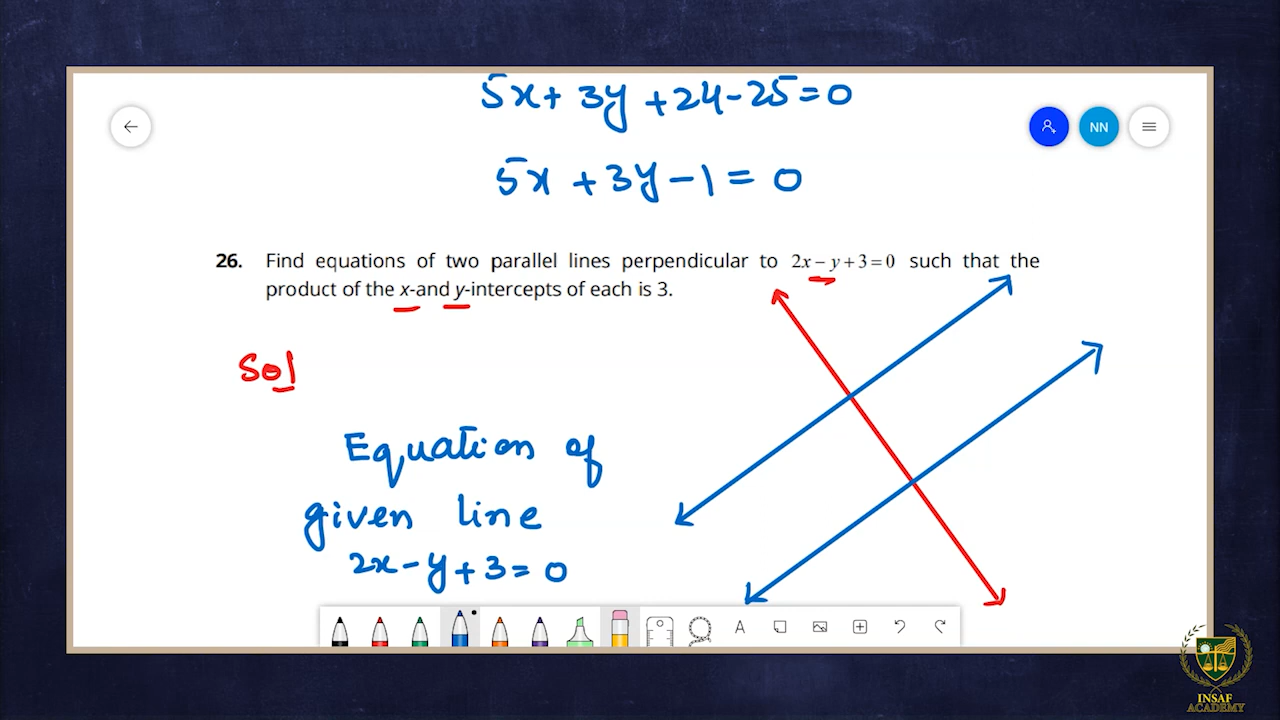 5x + 3y + 24 - 25 = 0
NN
5x + 3y - 1 = 0
26. Find equations of two parallel lines perpendicular to 2x − y + 3 = 0 such that the
product of the x-and y-intercepts of each is 3.
Sol
Equation of
given line
2x - y + 3 = 0
A
INSAF
ACADEMY